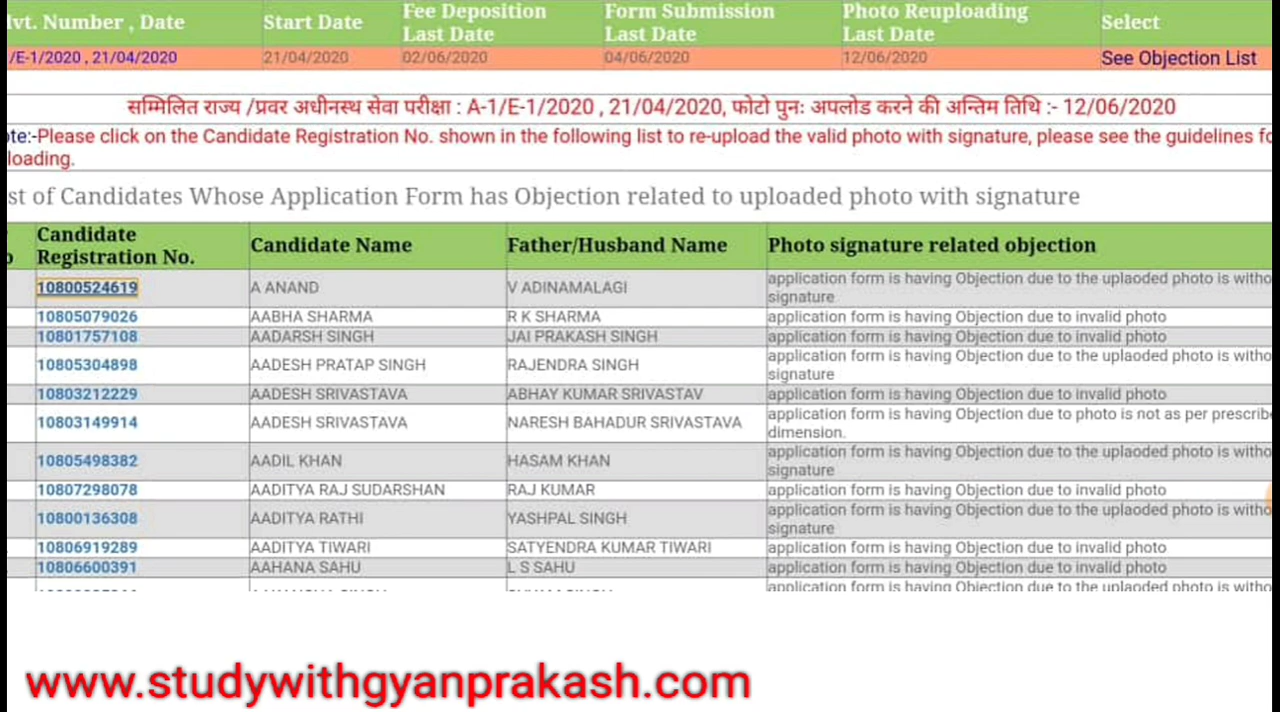 lvt. Number , Date Start Date Fee Deposition Last Date Form Submission Last Date Photo Reuploading Last Date Select
/E-1/2020 , 21/04/2020 21/04/2020 02/06/2020 04/06/2020 12/06/2020 See Objection List
सम्मिलित राज्य /प्रवर अधीनस्थ सेवा परीक्षा : A-1/E-1/2020 , 21/04/2020, फोटो पुनः अपलोड करने की अन्तिम तिथि :- 12/06/2020
ote:-Please click on the Candidate Registration No. shown in the following list to re-upload the valid photo with signature, please see the guidelines fo
loading.
st of Candidates Whose Application Form has Objection related to uploaded photo with signature
Candidate Registration No. Candidate Name Father/Husband Name Photo signature related objection
10800524619 A ANAND V ADINAMALAGI application form is having Objection due to the uplaoded photo is witho
signature
10805079026 AABHA SHARMA R K SHARMA application form is having Objection due to invalid photo
10801757108 AADARSH SINGH JAI PRAKASH SINGH application form is having Objection due to invalid photo
10805304898 AADESH PRATAP SINGH RAJENDRA SINGH application form is having Objection due to the uplaoded photo is witho
signature
10803212229 AADESH SRIVASTAVA ABHAY KUMAR SRIVASTAV application form is having Objection due to invalid photo
10803149914 AADESH SRIVASTAVA NARESH BAHADUR SRIVASTAVA application form is having Objection due to photo is not as per prescribe
dimension.
10805498382 AADIL KHAN HASAM KHAN application form is having Objection due to the uplaoded photo is witho
signature
10807298078 AADITYA RAJ SUDARSHAN RAJ KUMAR application form is having Objection due to invalid photo
10800136308 AADITYA RATHI YASHPAL SINGH application form is having Objection due to the uplaoded photo is witho
signature
10806919289 AADITYA TIWARI SATYENDRA KUMAR TIWARI application form is having Objection due to invalid photo
10806600391 AAHANA SAHU L S SAHU application form is having Objection due to invalid photo
application form is having Objection due to the uplaoded photo is witho
www.studywithgyanprakash.com